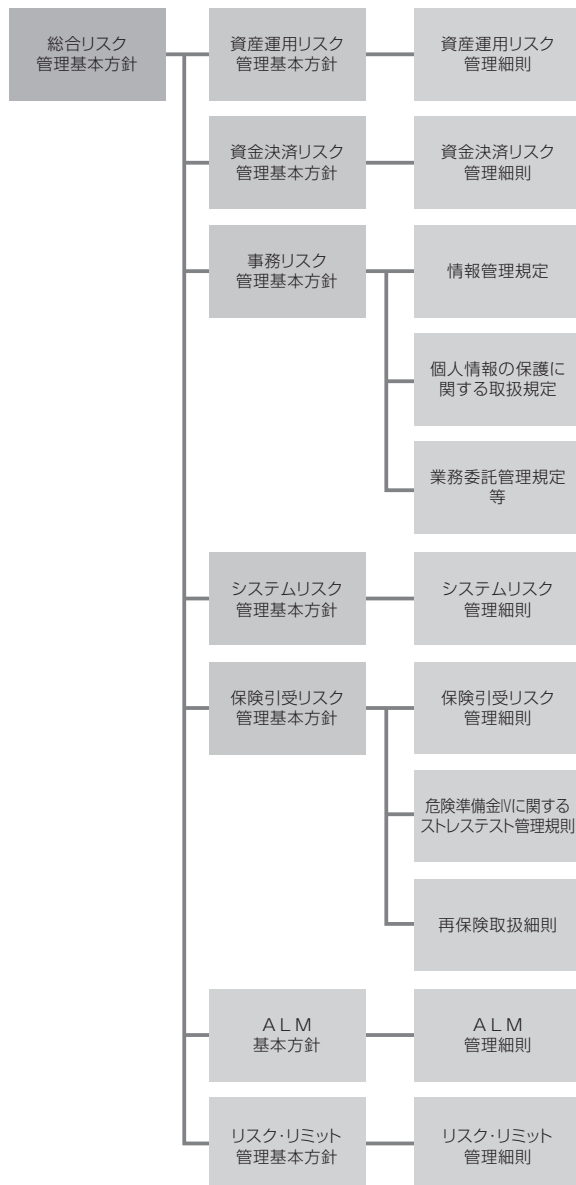 総合リスク
管理基本方針
資産運用リスク
管理基本方針
資産運用リスク
管理細則
資金決済リスク
管理基本方針
資金決済リスク
管理細則
事務リスク
管理基本方針
情報管理規定
個人情報の保護に
関する取扱規定
業務委託管理規定
等
システムリスク
管理基本方針
システムリスク
管理細則
保険引受リスク
管理基本方針
保険引受リスク
管理細則
危険準備金Ⅳに関する
ストレステスト管理規則
再保険取扱細則
ＡＬＭ
基本方針
ＡＬＭ
管理細則
リスク・リミット
管理基本方針
リスク・リミット
管理細則